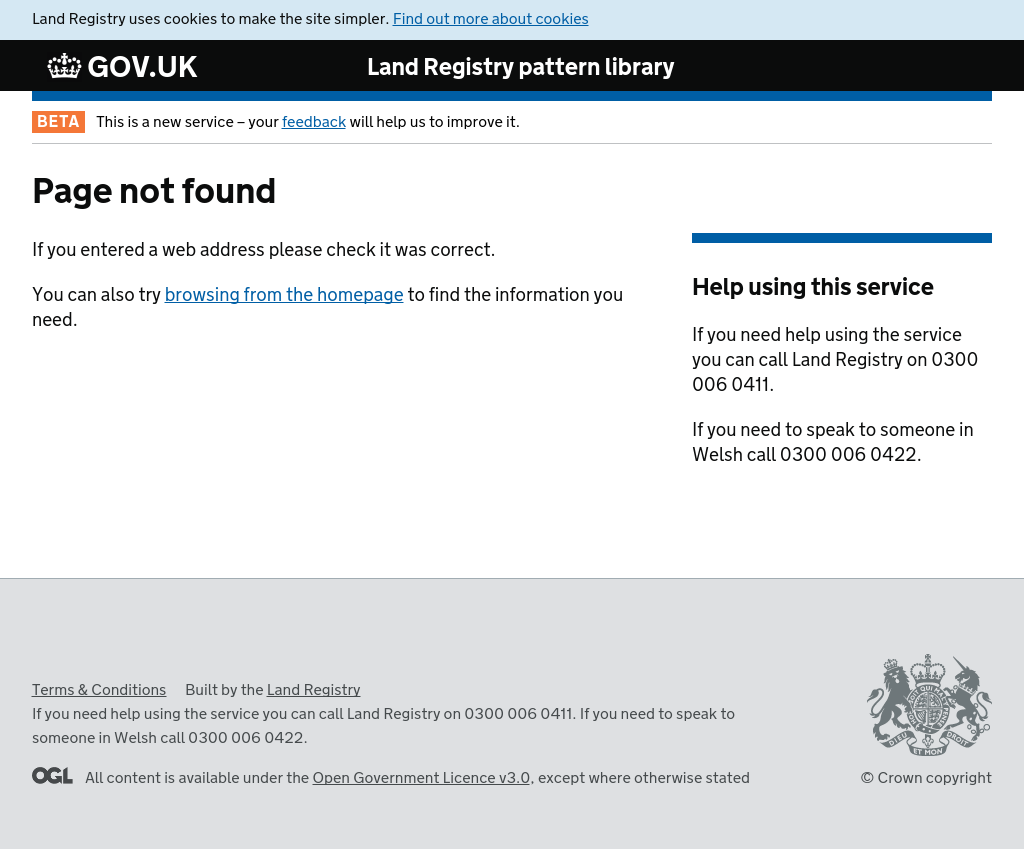 Land Registry uses cookies to make the site simpler. Find out more about cookies
GOV.UK
Land Registry pattern library
BETA This is a new service – your feedback will help us to improve it.
Page not found
If you entered a web address please check it was correct.
You can also try browsing from the homepage to find the information you
need.
Help using this service
If you need help using the service
you can call Land Registry on 0300
006 0411.
If you need to speak to someone in
Welsh call 0300 006 0422.
Terms & Conditions Built by the Land Registry
If you need help using the service you can call Land Registry on 0300 006 0411. If you need to speak to
someone in Welsh call 0300 006 0422.
OGL All content is available under the Open Government Licence v3.0, except where otherwise stated
DIEU ET MON DROIT
© Crown copyright